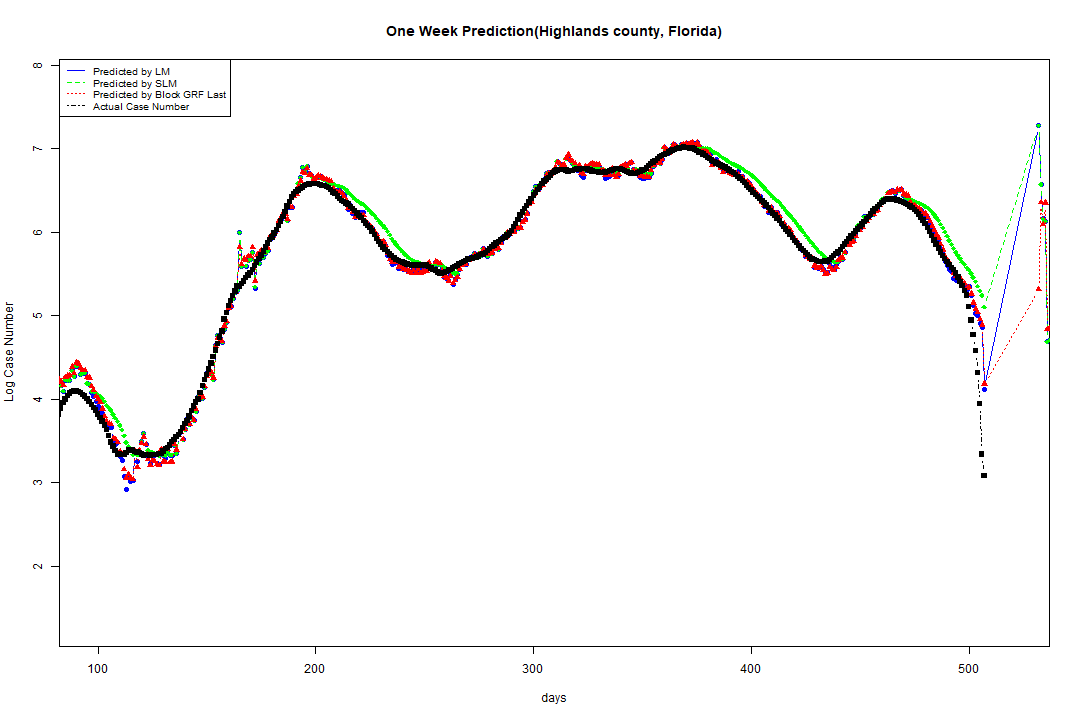 One Week Prediction(Highlands county, Florida)
Predicted by LM
Predicted by SLM
Predicted by Block GRF Last
Actual Case Number
8
7
6
5
4
3
2
Log Case Number
100 200 300 400 500
days